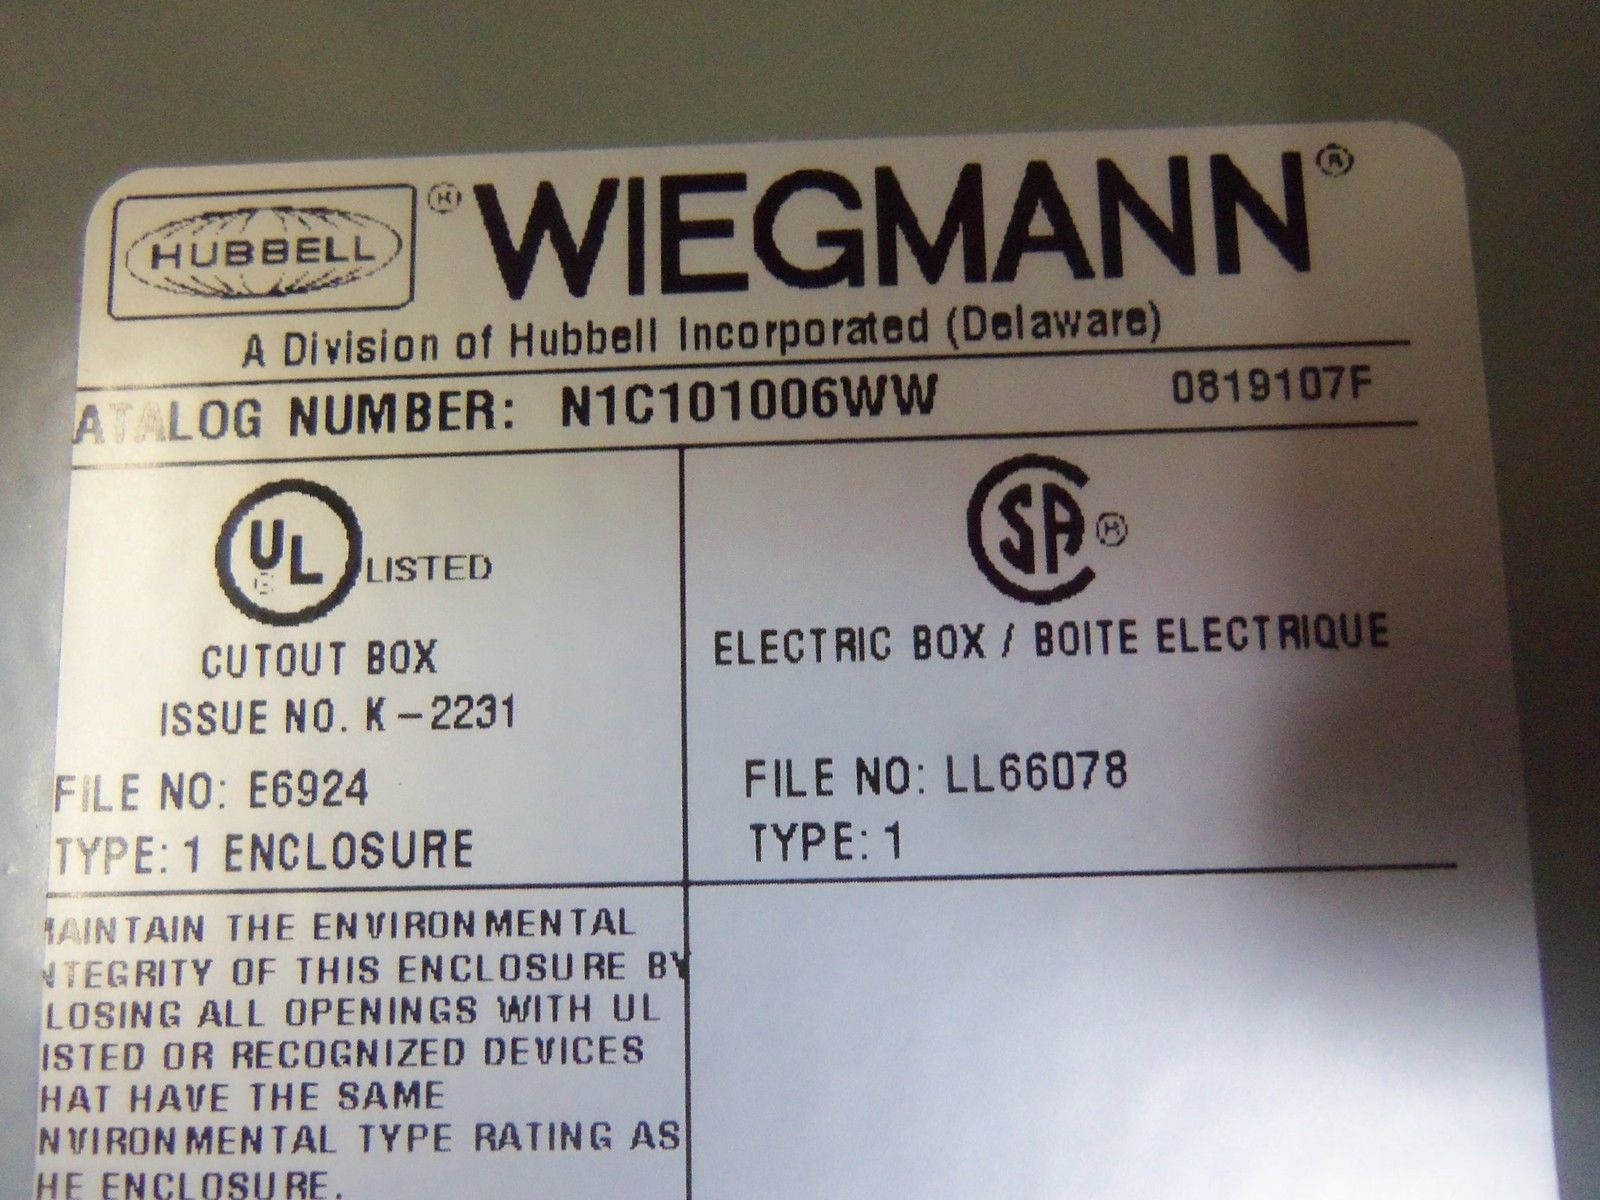 HUBBELL ® WIEGMANN ®
A Division of Hubbell Incorporated (Delaware)
ATALOG NUMBER: N1C101006WW 0819107F
UL LISTED
CUTOUT BOX
ISSUE NO. K-2231
FILE NO: E6924
TYPE: 1 ENCLOSURE
SA ®
ELECTRIC BOX / BOITE ELECTRIQUE
FILE NO: LL66078
TYPE: 1
MAINTAIN THE ENVIRONMENTAL
NTEGRITY OF THIS ENCLOSURE BY
LOSING ALL OPENINGS WITH UL
ISTED OR RECOGNIZED DEVICES
HAT HAVE THE SAME
NVIRONMENTAL TYPE RATING AS
HE ENCLOSURE.